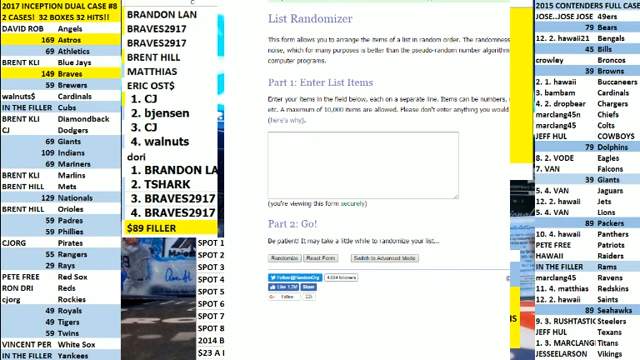 2017 INCEPTION DUAL CASE #8
2 CASES! 32 BOXES 32 HITS!!
DAVID ROB Angels
169 Astros
69 Athletics
BRENT KLI Blue Jays
149 Braves
59 Brewers
walnuts$ Cardinals
IN THE FILLER Cubs
BRENT KLI Diamondback
CJ Dodgers
69 Giants
109 Indians
69 Mariners
BRENT KLI Marlins
BRENT HILL Mets
129 Nationals
BRENT HILL Orioles
59 Padres
59 Phillies
CJORG Pirates
55 Rangers
29 Rays
PETE FREE Red Sox
RON DRI Reds
cjorg Rockies
49 Royals
49 Tigers
59 Twins
VINCENT PER White Sox
IN THE FILLER Yankees
BRANDON LAN
BRAVES2917
BRAVES2917
BRENT HILL
MATTHIAS
ERIC OST$
1. CJ
2. bjensen
3. CJ
4. walnuts
dori
1. BRANDON LA
2. TSHARK
3. BRAVES2917
4. BRAVES2917
$89 FILLER
SPOT 1
SPOT 2
SPOT 3
SPOT 4
SPOT 5
SPOT 6
SPOT 7
SPOT 8
2014 B
$23 A
List Randomizer
This form allows you to arrange the items of a list in random order. The randomness
noise, which for many purposes is better than the pseudo-random number algorithm
computer programs.
Part 1: Enter List Items
Enter your items in the field below, each on a separate line. Items can be numbers,
etc. A maximum of 10,000 items are allowed. Please don't enter anything you would
(here's why).
(you're viewing this form securely)
Part 2: Go!
Be patient! It may take a little while to randomize your list...
Randomize Reset Form Switch to Advanced Mode
Follow @RandomOrg
Share
Follow
2015 CONTENDERS FULL CASE
JOSE..JOSE JOSE 49ers
79 Bears
12. 2. hawaii21 Bengals
45 Bills
crowley Broncos
39 Browns
2. 1. hawaii Buccaneers
3. bambam Cardinals
4. 2. dropbear Chargers
marclang45n Chiefs
marclang45 Colts
JEFF HUL COWBOYS
79 Dolphins
8. 2. VODE Eagles
7. VAN Falcons
39 Giants
5. 4. VAN Jaguars
12. 4. hawaii Jets
5. 4. VAN Lions
89 Packers
10. 4. hawaii Panthers
PETE FREE Patriots
HAWAII Raiders
IN THE FILLER Rams
marclang45 Ravens
11. 4. matthias Redskins
12. 2. hawaii Saints
89 Seahawks
9. 3. RUSHTASTIC Steelers
JEFF HUL Texans
1. 3. MARCLANG Titans
JESSEELARSON Vikings